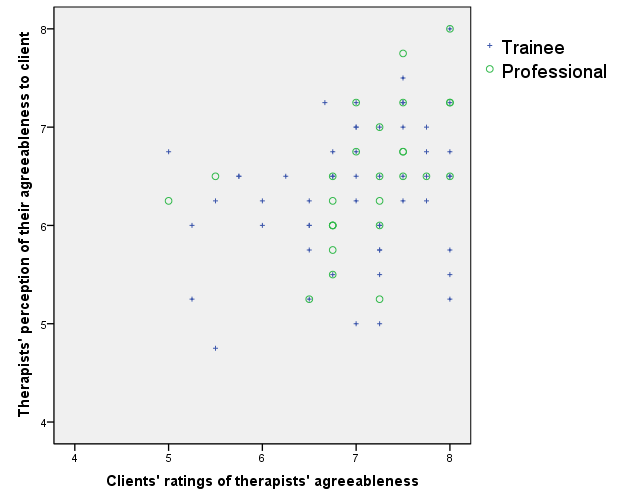 Therapists' perception of their agreeableness to client
8
7
6
5
4
4 5 6 7 8
Clients' ratings of therapists' agreeableness
Trainee
Professional